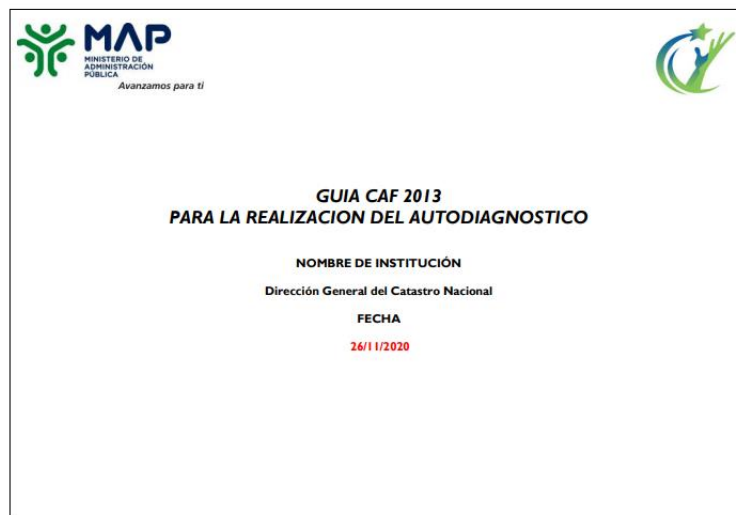 MAP
MINISTERIO DE
ADMINISTRACIÓN
PÚBLICA
Avanzamos para ti
GUIA CAF 2013
PARA LA REALIZACION DEL AUTODIAGNOSTICO
NOMBRE DE INSTITUCIÓN
Dirección General del Catastro Nacional
FECHA
26/11/2020